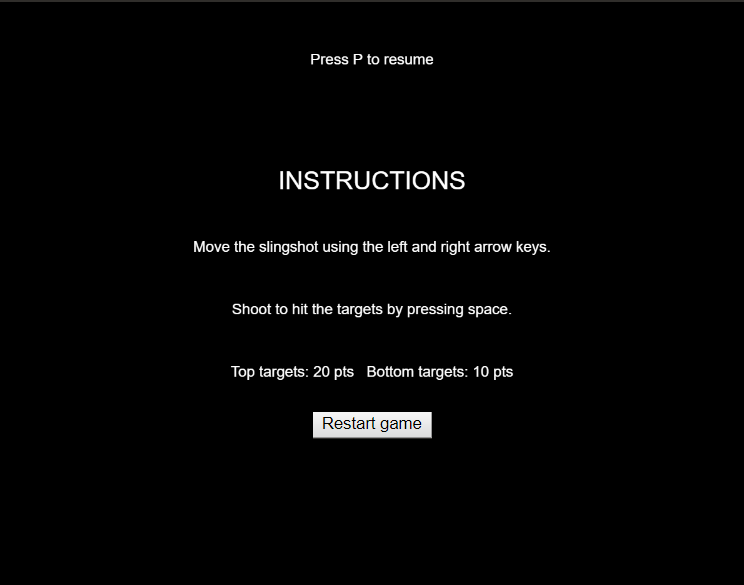 Press P to resume
INSTRUCTIONS
Move the slingshot using the left and right arrow keys.
Shoot to hit the targets by pressing space.
Top targets: 20 pts   Bottom targets: 10 pts
Restart game